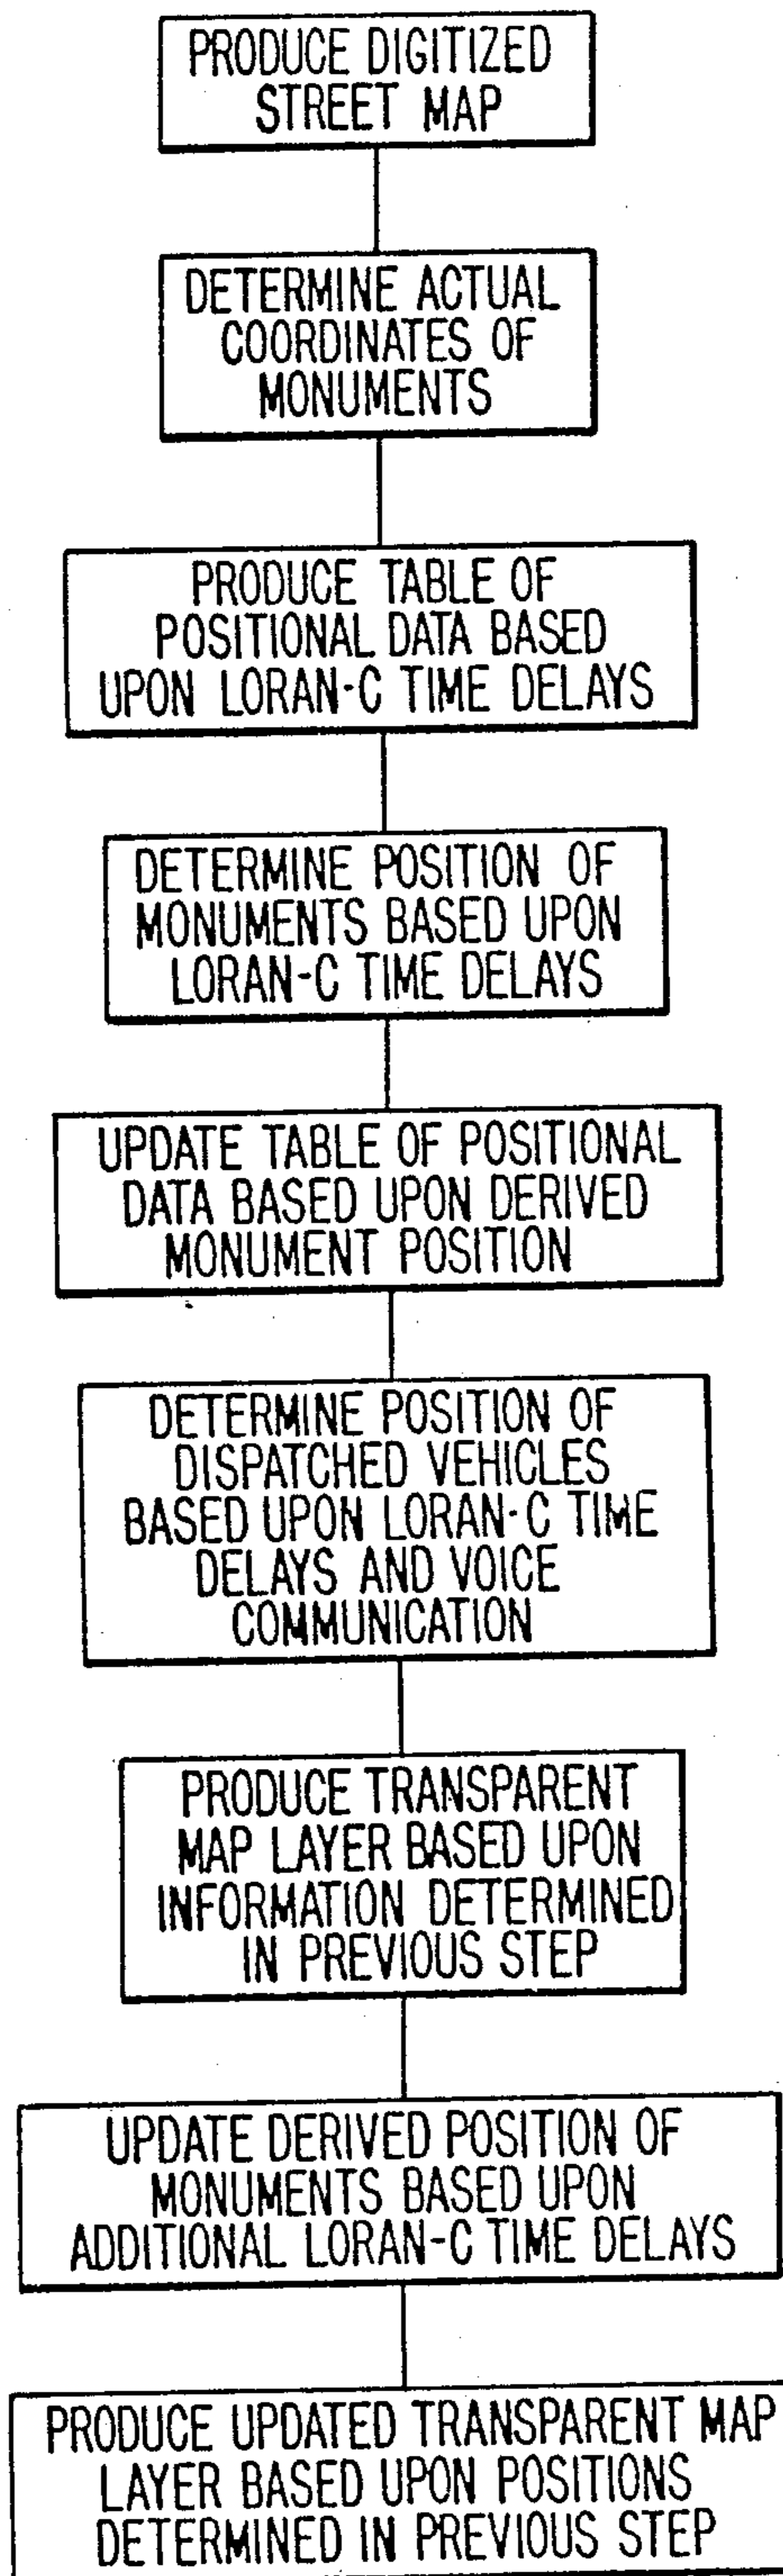 PRODUCE DIGITIZED
STREET MAP
DETERMINE ACTUAL
COORDINATES OF
MONUMENTS
PRODUCE TABLE OF
POSITIONAL DATA BASED
UPON LORAN-C TIME DELAYS
DETERMINE POSITION OF
MONUMENTS BASED UPON
LORAN-C TIME DELAYS
UPDATE TABLE OF POSITIONAL
DATA BASED UPON DERIVED
MONUMENT POSITION
DETERMINE POSITION OF
DISPATCHED VEHICLES
BASED UPON LORAN-C TIME
DELAYS AND VOICE
COMMUNICATION
PRODUCE TRANSPARENT
MAP LAYER BASED UPON
INFORMATION DETERMINED
IN PREVIOUS STEP
UPDATE DERIVED POSITION OF
MONUMENTS BASED UPON
ADDITIONAL LORAN-C TIME DELAYS
PRODUCE UPDATED TRANSPARENT MAP
LAYER BASED UPON POSITIONS
DETERMINED IN PREVIOUS STEP